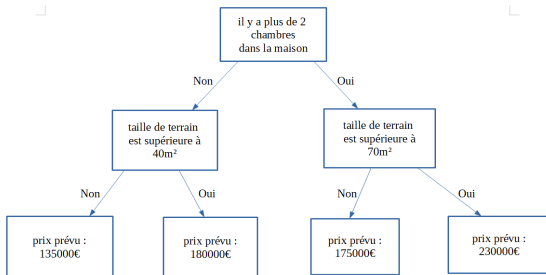 il y a plus de 2
chambres
dans la maison
Non
Oui
taille de terrain
est supérieure à
40m²
taille de terrain
est supérieure à
70m²
Non
Oui
Non
Oui
prix prévu :
135000€
prix prévu :
180000€
prix prévu :
175000€
prix prévu :
230000€